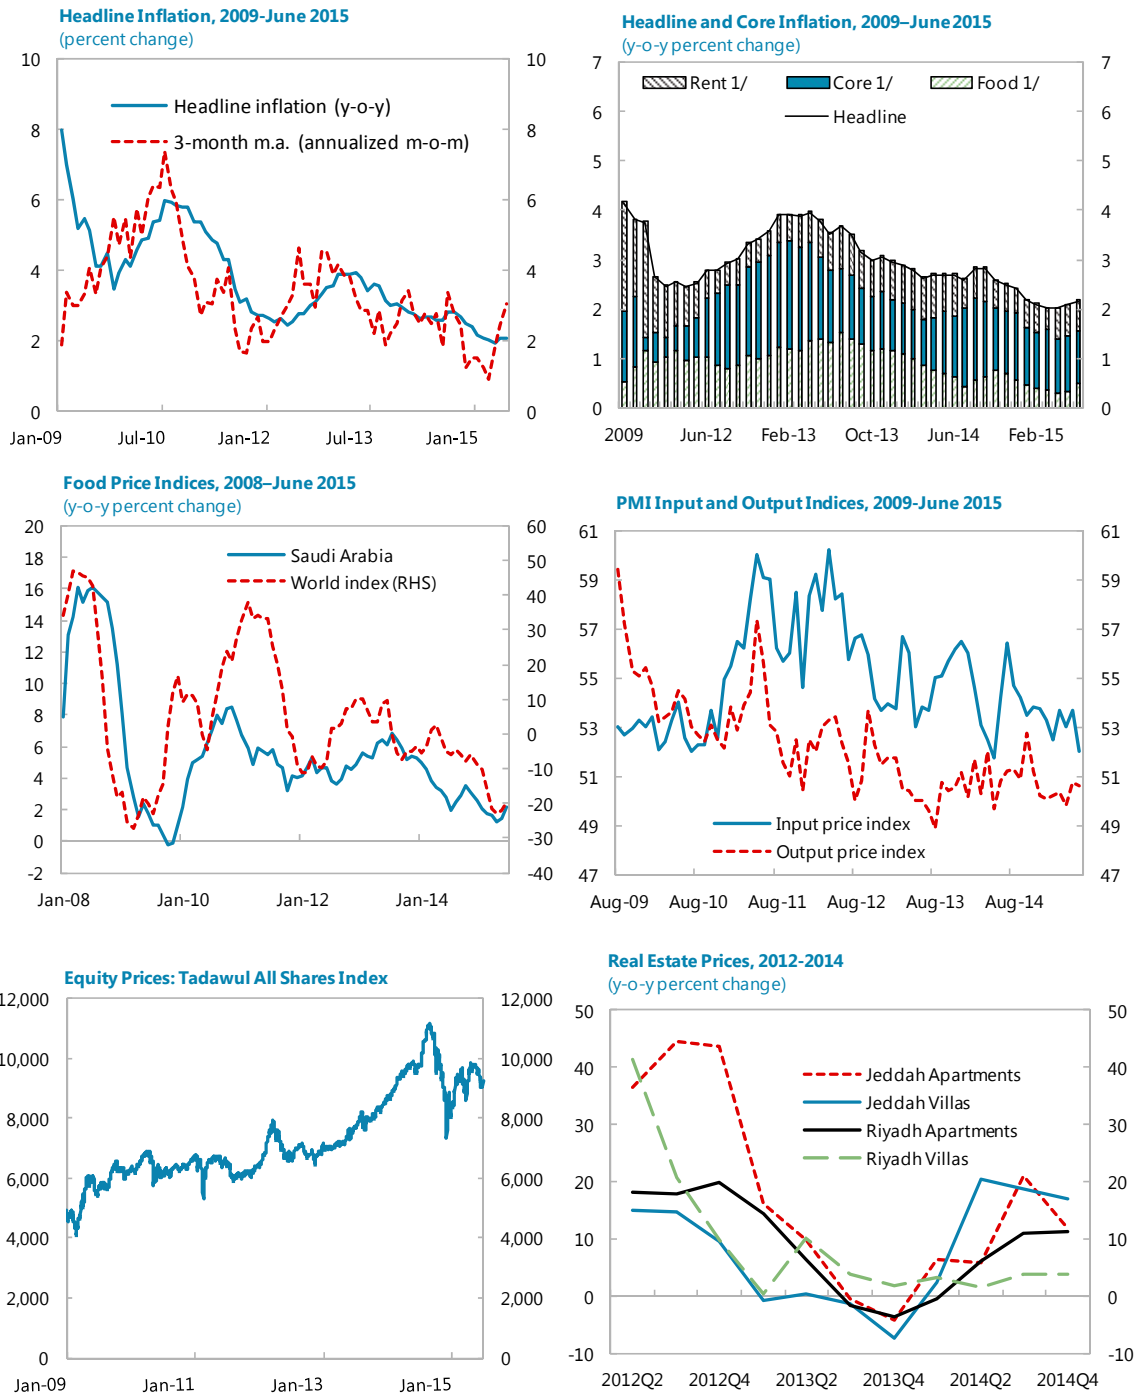 Headline Inflation, 2009-June 2015
(percent change)
10 10
Headline inflation (y-o-y)
8 8
3-month m.a. (annualized m-o-m)
6 6
4 4
2 2
0 0
Jan-09 Jul-10 Jan-12 Jul-13 Jan-15
Headline and Core Inflation, 2009–June 2015
(y-o-y percent change)
7 7
Rent 1/ Core 1/ Food 1/
6 6
Headline
5 5
4 4
3 3
2 2
1 1
0 0
2009 Jun-12 Feb-13 Oct-13 Jun-14 Feb-15
Food Price Indices, 2008–June 2015
(y-o-y percent change)
20 60
18 50
Saudi Arabia
World index (RHS)
16 40
14 30
12 20
10 10
8 0
6 -10
4 -20
2 -30
0 -40
-2
Jan-08 Jan-10 Jan-12 Jan-14
PMI Input and Output Indices, 2009-June 2015
61 61
59 59
57 57
55 55
53 53
51 51
49 49
Input price index
Output price index
47 47
Aug-09 Aug-10 Aug-11 Aug-12 Aug-13 Aug-14
Equity Prices: Tadawul All Shares Index
12,000 12,000
10,000 10,000
8,000 8,000
6,000 6,000
4,000 4,000
2,000 2,000
0 0
Jan-09 Jan-11 Jan-13 Jan-15
Real Estate Prices, 2012-2014
(y-o-y percent change)
50 50
40 40
Jeddah Apartments
Jeddah Villas
30 30
Riyadh Apartments
Riyadh Villas
20 20
10 10
0 0
-10 -10
2012Q2 2012Q4 2013Q2 2013Q4 2014Q2 2014Q4